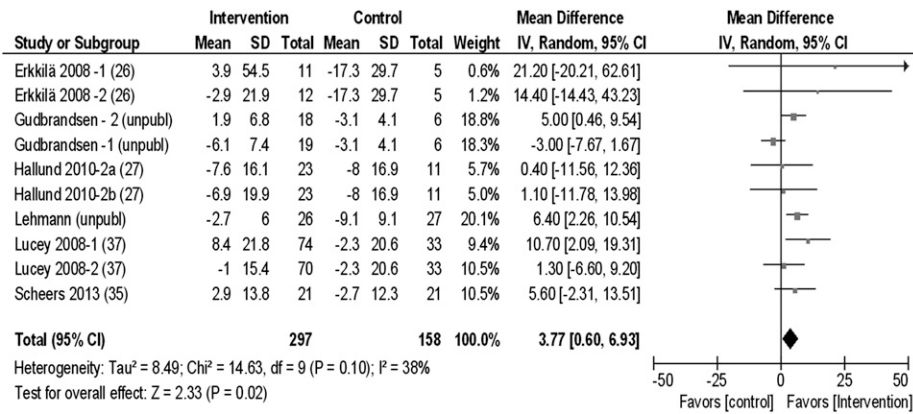 Intervention Control Mean Difference Mean Difference
Study or Subgroup Mean SD Total Mean SD Total Weight IV, Random, 95% CI IV, Random, 95% CI
Erkkilä 2008 -1 (26) 3.9 54.5 11 -17.3 29.7 5 0.6% 21.20 [-20.21, 62.61]
Erkkilä 2008 -2 (26) -2.9 21.9 12 -17.3 29.7 5 1.2% 14.40 [-14.43, 43.23]
Gudbrandsen - 2 (unpubl) 1.9 6.8 18 -3.1 4.1 6 18.8% 5.00 [0.46, 9.54]
Gudbrandsen -1 (unpubl) -6.1 7.4 19 -3.1 4.1 6 18.3% -3.00 [-7.67, 1.67]
Hallund 2010-2a (27) -7.6 16.1 23 -8 16.9 11 5.7% 0.40 [-11.56, 12.36]
Hallund 2010-2b (27) -6.9 19.9 23 -8 16.9 11 5.0% 1.10 [-11.78, 13.98]
Lehmann (unpubl) -2.7 6 26 -9.1 9.1 27 20.1% 6.40 [2.26, 10.54]
Lucey 2008-1 (37) 8.4 21.8 74 -2.3 20.6 33 9.4% 10.70 [2.09, 19.31]
Lucey 2008-2 (37) -1 15.4 70 -2.3 20.6 33 10.5% 1.30 [-6.60, 9.20]
Scheers 2013 (35) 2.9 13.8 21 -2.7 12.3 21 10.5% 5.60 [-2.31, 13.51]
Total (95% CI) 297 158 100.0% 3.77 [0.60, 6.93]
Heterogeneity: Tau² = 8.49; Chi² = 14.63, df = 9 (P = 0.10); I² = 38%
Test for overall effect: Z = 2.33 (P = 0.02)
-50 -25 0 25 50
Favors [control] Favors [Intervention]